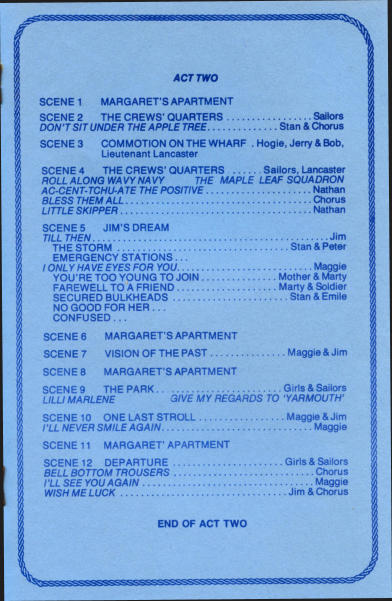 ACT TWO
SCENE 1 MARGARET'S APARTMENT
SCENE 2 THE CREWS' QUARTERS ................ Sailors
DON'T SIT UNDER THE APPLE TREE ............. Stan & Chorus
SCENE 3 COMMOTION ON THE WHARF . Hogie, Jerry & Bob,
Lieutenant Lancaster
SCENE 4 THE CREWS' QUARTERS ...... Sailors, Lancaster
ROLL ALONG WAVY NAVY THE MAPLE LEAF SQUADRON
AC-CENT-TCHU-ATE THE POSITIVE .................... Nathan
BLESS THEM ALL ................................... Chorus
LITTLE SKIPPER ................................... Nathan
SCENE 5 JIM'S DREAM
TILL THEN ........................................... Jim
THE STORM ................................ Stan & Peter
EMERGENCY STATIONS ...
I ONLY HAVE EYES FOR YOU .......................... Maggie
YOU'RE TOO YOUNG TO JOIN .............. Mother & Marty
FAREWELL TO A FRIEND ................. Marty & Soldier
SECURED BULKHEADS ...................... Stan & Emile
NO GOOD FOR HER ...
CONFUSED ...
SCENE 6 MARGARET'S APARTMENT
SCENE 7 VISION OF THE PAST .............. Maggie & Jim
SCENE 8 MARGARET'S APARTMENT
SCENE 9 THE PARK ........................ Girls & Sailors
LILLI MARLENE GIVE MY REGARDS TO 'YARMOUTH'
SCENE 10 ONE LAST STROLL ................ Maggie & Jim
I'LL NEVER SMILE AGAIN ............................ Maggie
SCENE 11 MARGARET' APARTMENT
SCENE 12 DEPARTURE ..................... Girls & Sailors
BELL BOTTOM TROUSERS .............................. Chorus
I'LL SEE YOU AGAIN ................................ Maggie
WISH ME LUCK ................................ Jim & Chorus
END OF ACT TWO